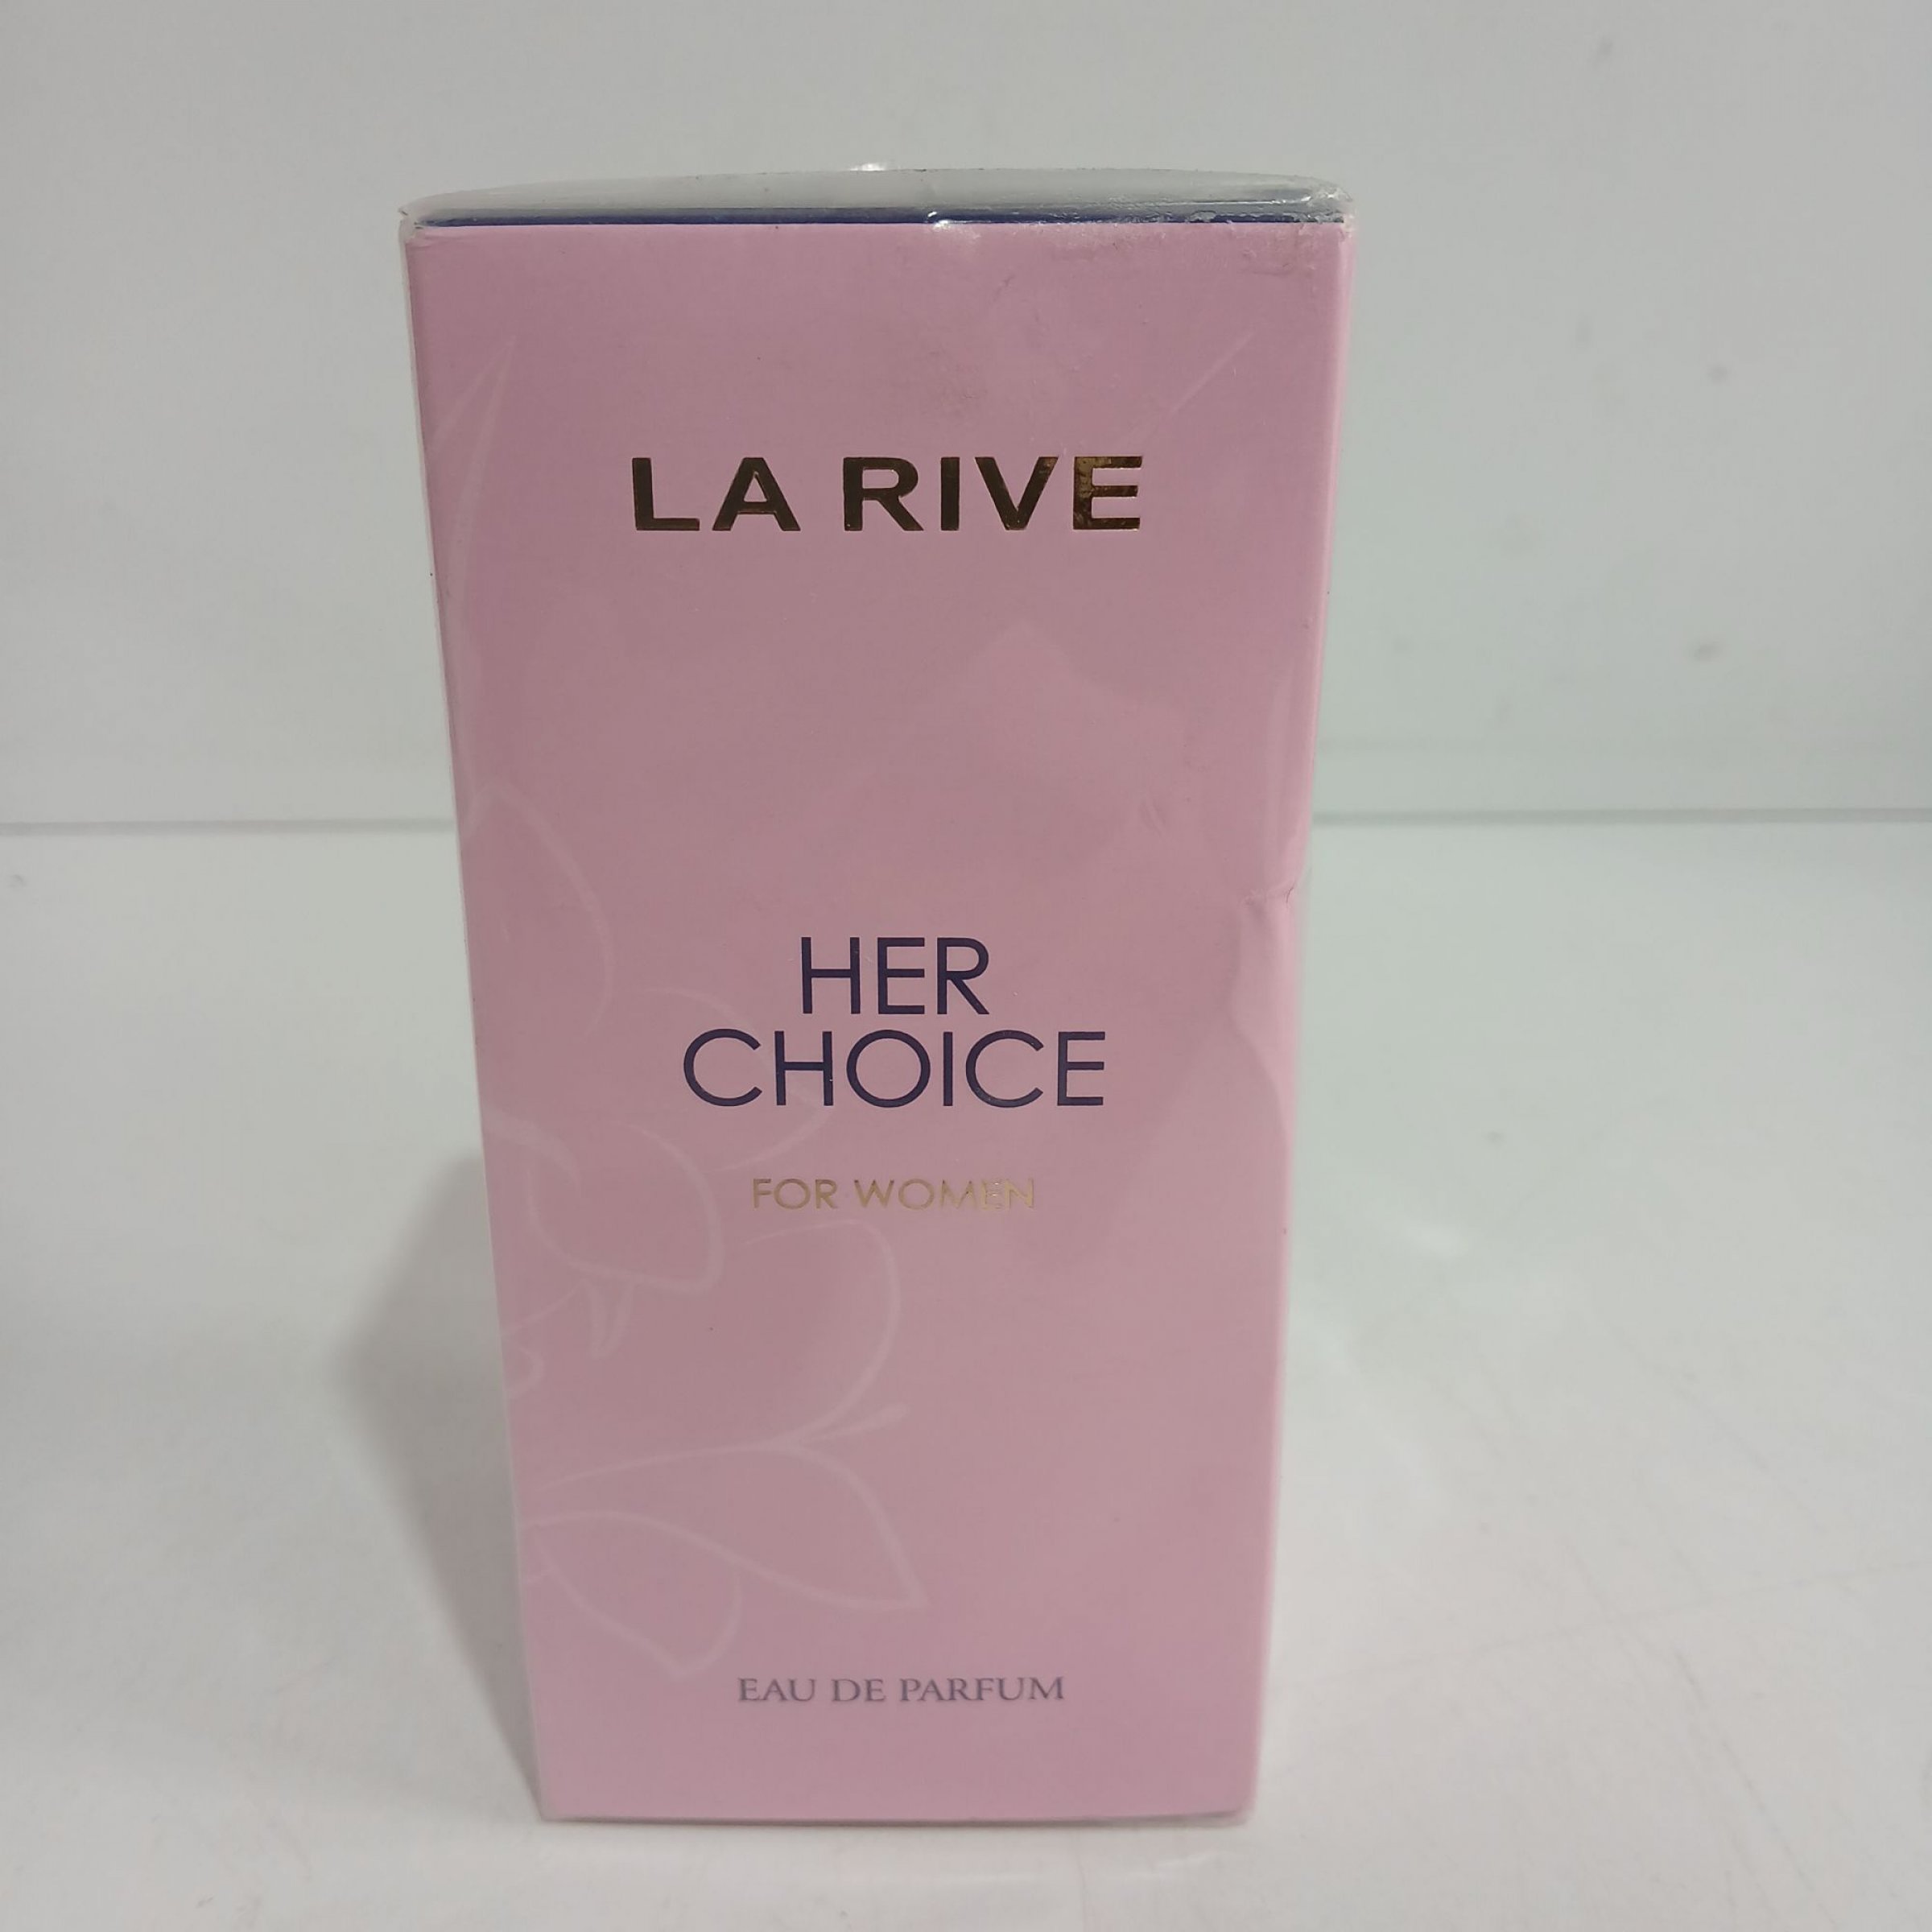 LA RIVE
HER
CHOICE
FOR WOMEN
EAU DE PARFUM